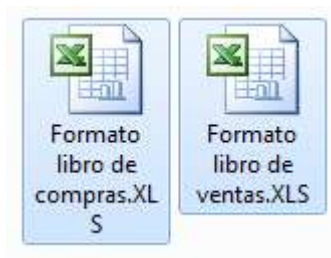 Formato
libro de
compras.XL
S
Formato
libro de
ventas.XLS